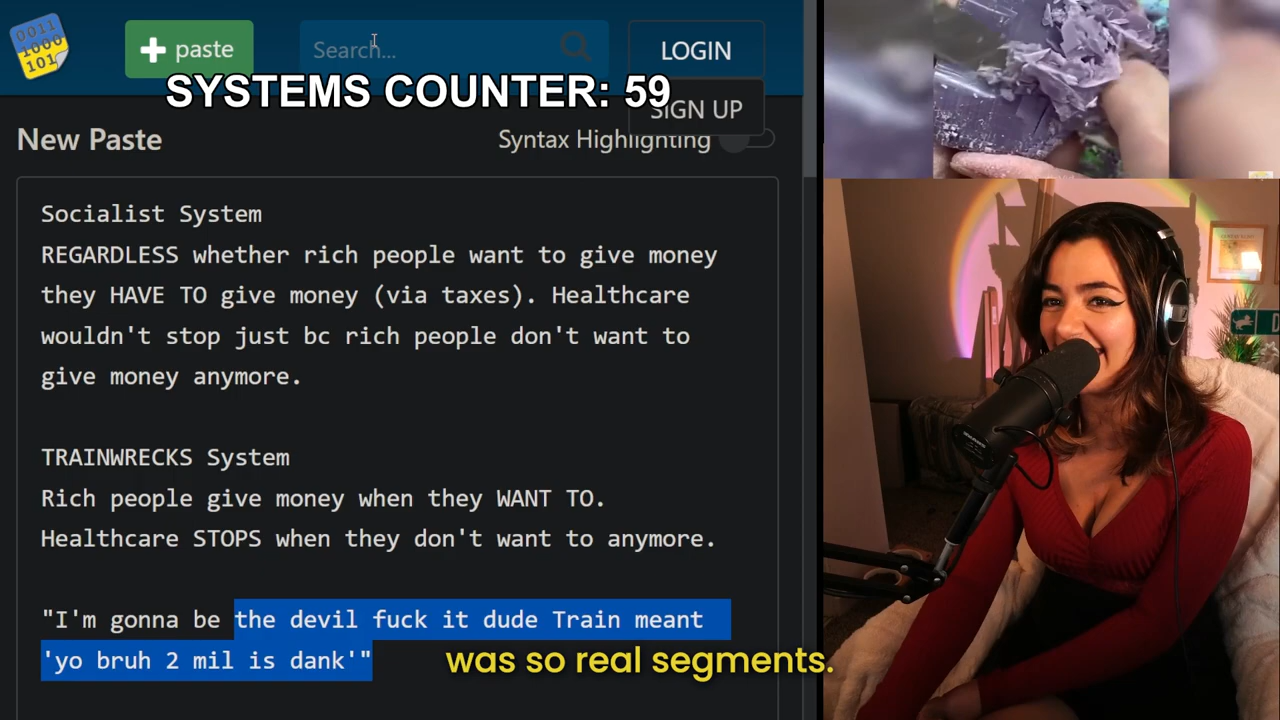 0011
1000
101
paste
Search...
LOGIN
SYSTEMS COUNTER: 59
SIGN UP
New Paste
Syntax Highlighting
Socialist System
REGARDLESS whether rich people want to give money
they HAVE TO give money (via taxes). Healthcare
wouldn't stop just bc rich people don't want to
give money anymore.
TRAINWRECKS System
Rich people give money when they WANT TO.
Healthcare STOPS when they don't want to anymore.
"I'm gonna be the devil fuck it dude Train meant
'yo bruh 2 mil is dank'"
was so real segments.